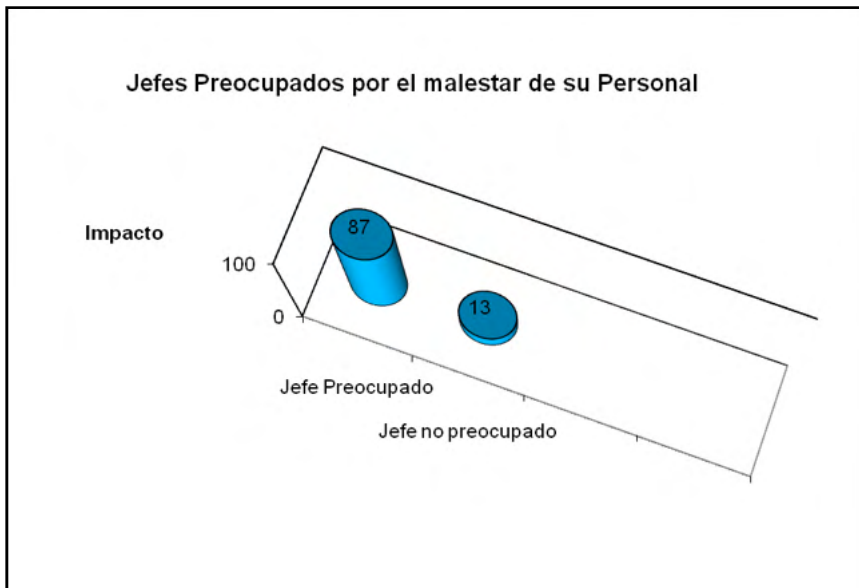 Jefes Preocupados por el malestar de su Personal
Impacto
100
0
87
13
Jefe Preocupado
Jefe no preocupado